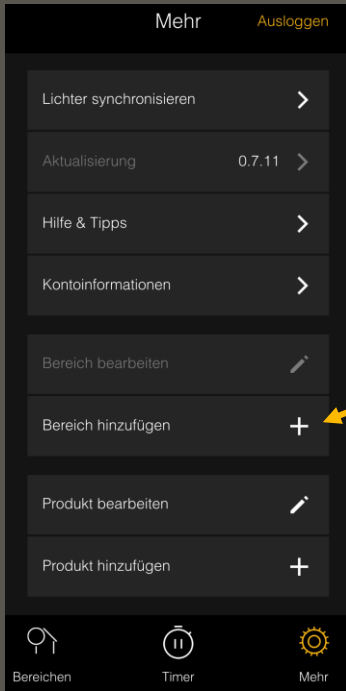 Mehr Ausloggen
Lichter synchronisieren
Aktualisierung 0.7.11
Hilfe & Tipps
Kontoinformationen
Bereich bearbeiten
Bereich hinzufügen
Produkt bearbeiten
Produkt hinzufügen
Bereichen Timer Mehr